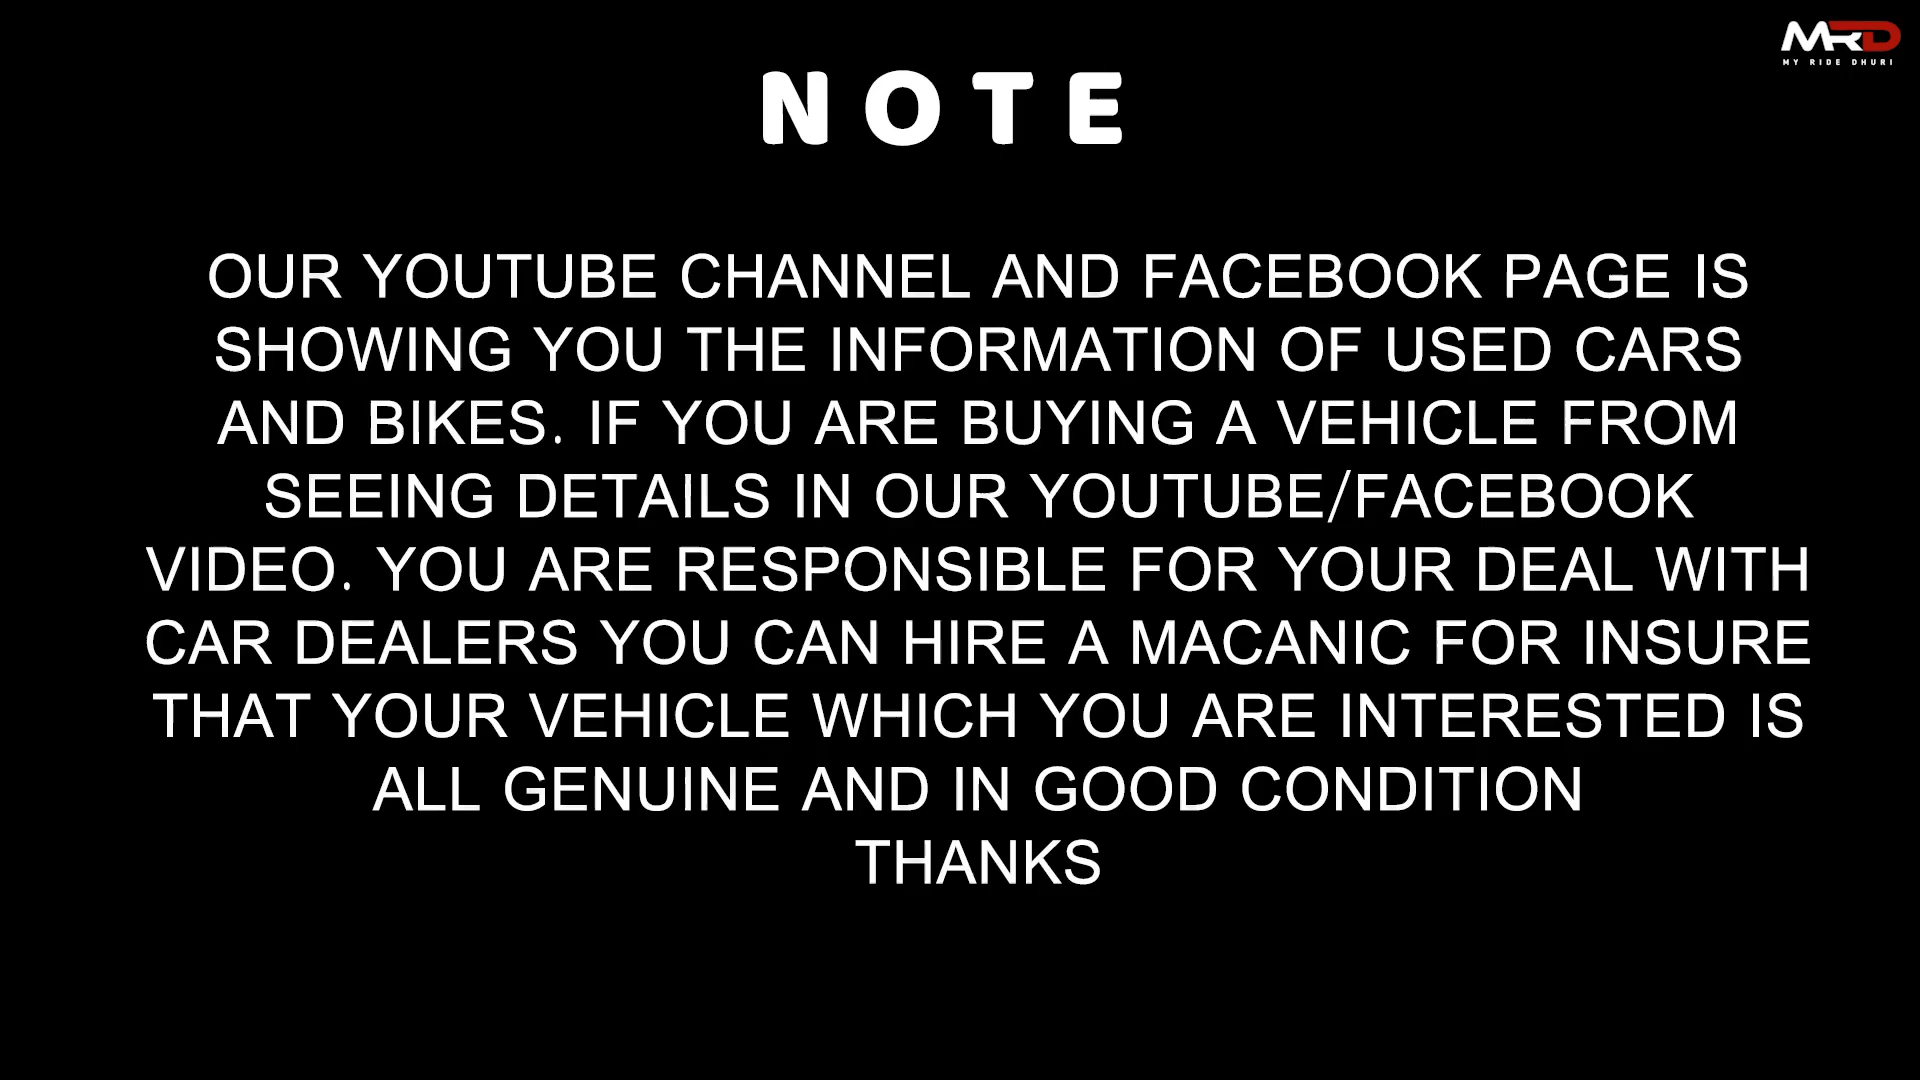 MRD
MY RIDE DHURI
NOTE
OUR YOUTUBE CHANNEL AND FACEBOOK PAGE IS
SHOWING YOU THE INFORMATION OF USED CARS
AND BIKES. IF YOU ARE BUYING A VEHICLE FROM
SEEING DETAILS IN OUR YOUTUBE/FACEBOOK
VIDEO. YOU ARE RESPONSIBLE FOR YOUR DEAL WITH
CAR DEALERS YOU CAN HIRE A MACANIC FOR INSURE
THAT YOUR VEHICLE WHICH YOU ARE INTERESTED IS
ALL GENUINE AND IN GOOD CONDITION
THANKS